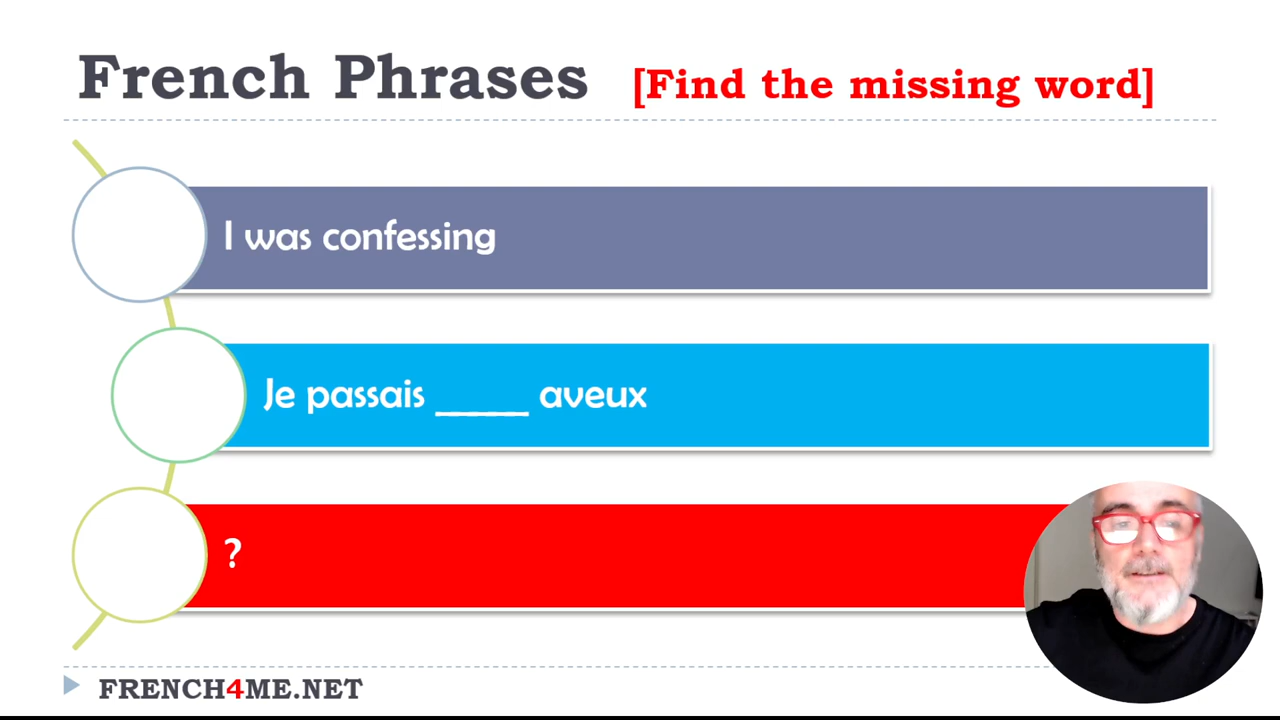 French Phrases [Find the missing word]
I was confessing
Je passais _____ aveux
?
FRENCH4ME.NET